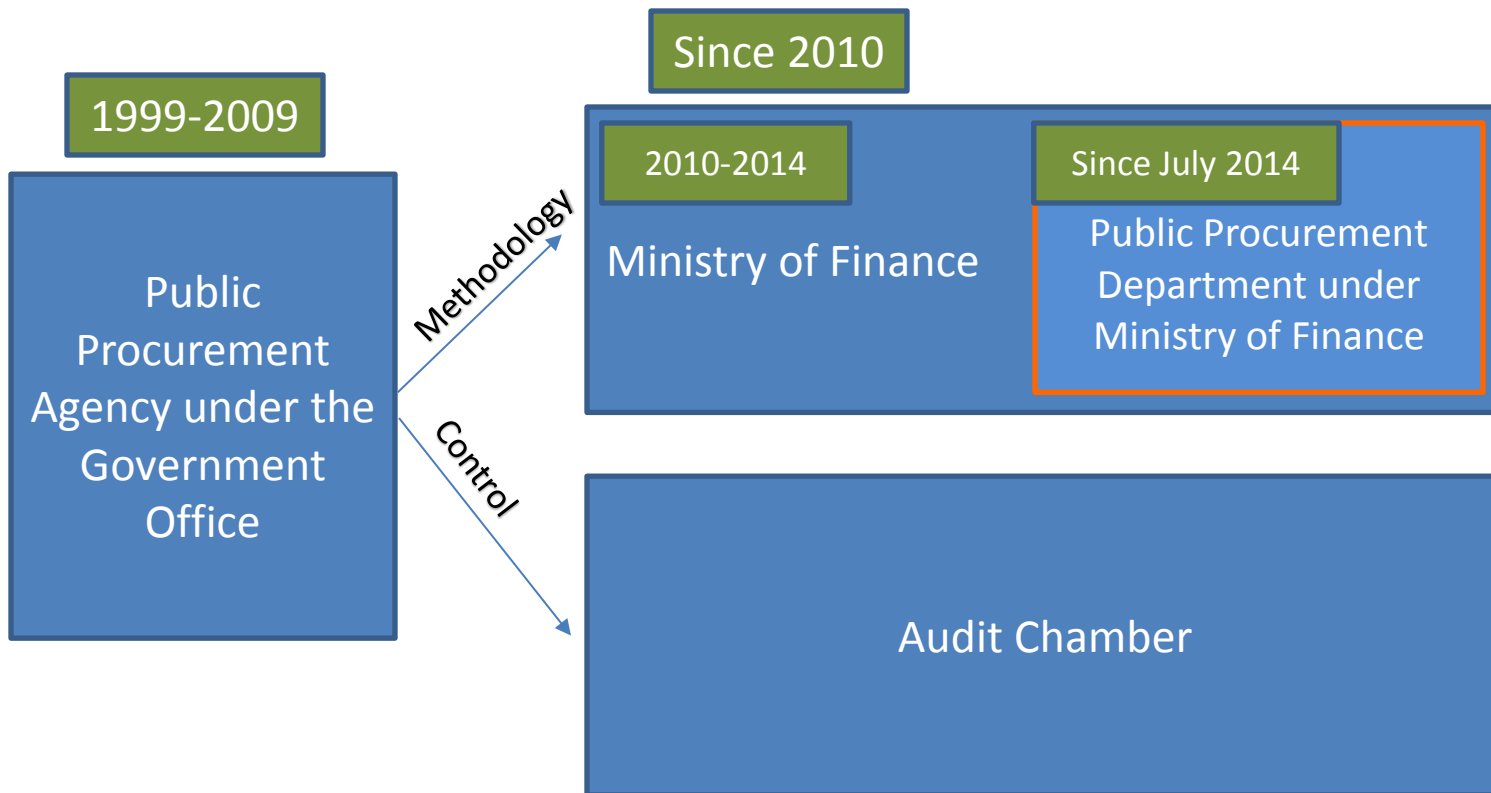 1999-2009
Public
Procurement
Agency under the
Government
Office
Methodology
Control
Since 2010
2010-2014
Ministry of Finance
Since July 2014
Public Procurement
Department under
Ministry of Finance
Audit Chamber